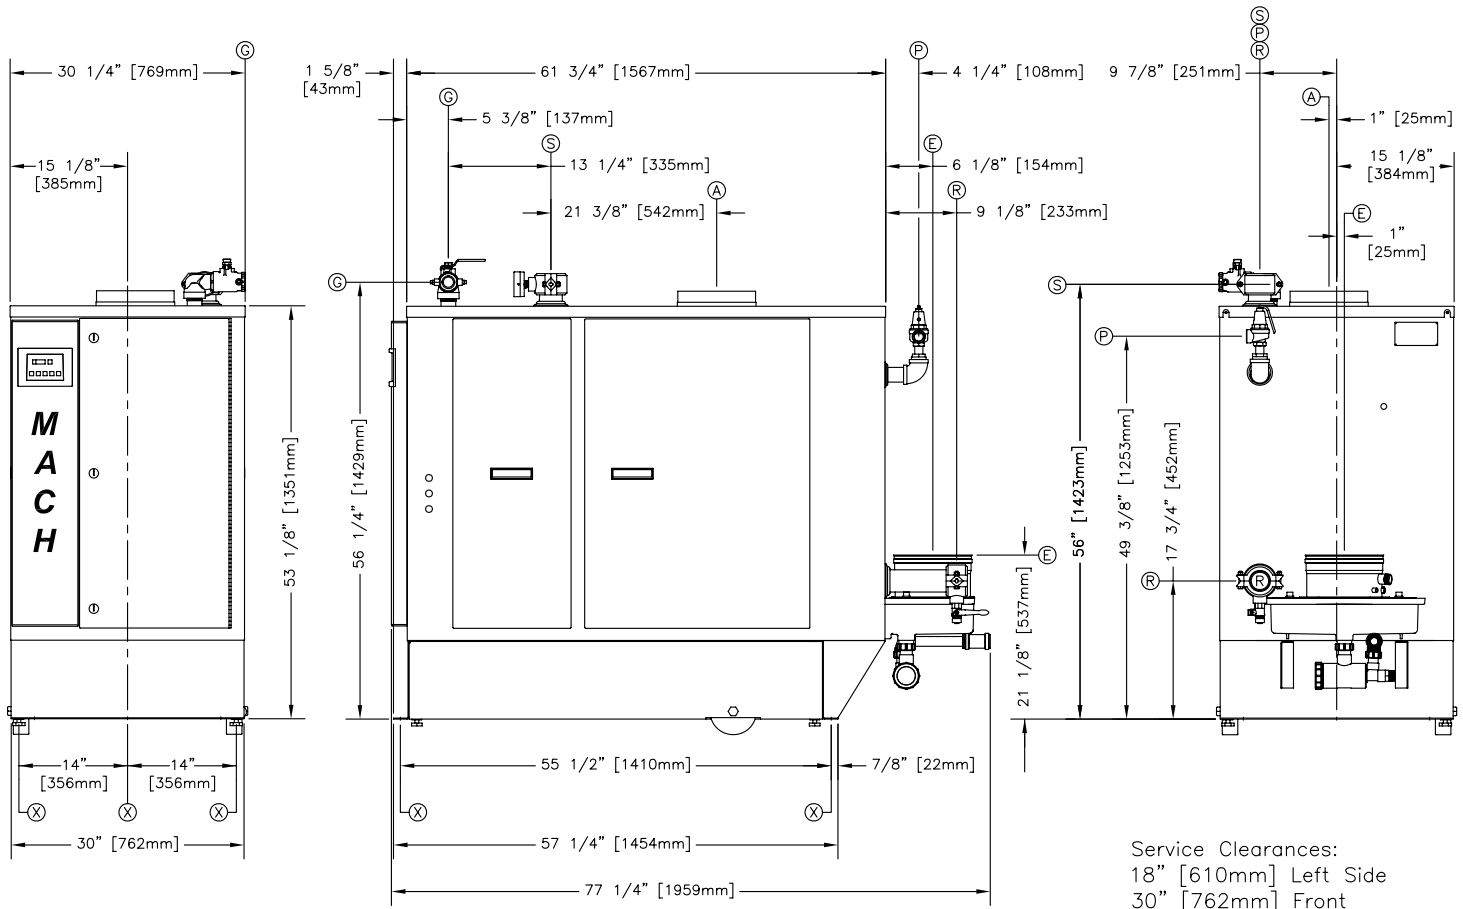 S
P
G
P
R
30 1/4" [769mm]
1 5/8"
[43mm]
61 3/4" [1567mm]
4 1/4" [108mm]
9 7/8" [251mm]
G
A
5 3/8" [137mm]
1" [25mm]
S
E
15 1/8"
[385mm]
13 1/4" [335mm]
6 1/8" [154mm]
15 1/8"
[384mm]
A
R
21 3/8" [542mm]
9 1/8" [233mm]
E
1"
[25mm]
G
S
P
M
A
C
H
53 1/8" [1351mm]
56 1/4" [1429mm]
56" [1423mm]
49 3/8" [1253mm]
17 3/4" [452mm]
E
R
R
21 1/8" [537mm]
14"
[356mm]
14"
[356mm]
55 1/2" [1410mm]
7/8" [22mm]
X
X
X
X
X
30" [762mm]
57 1/4" [1454mm]
77 1/4" [1959mm]
Service Clearances:
18" [610mm] Left Side
30" [762mm] Front